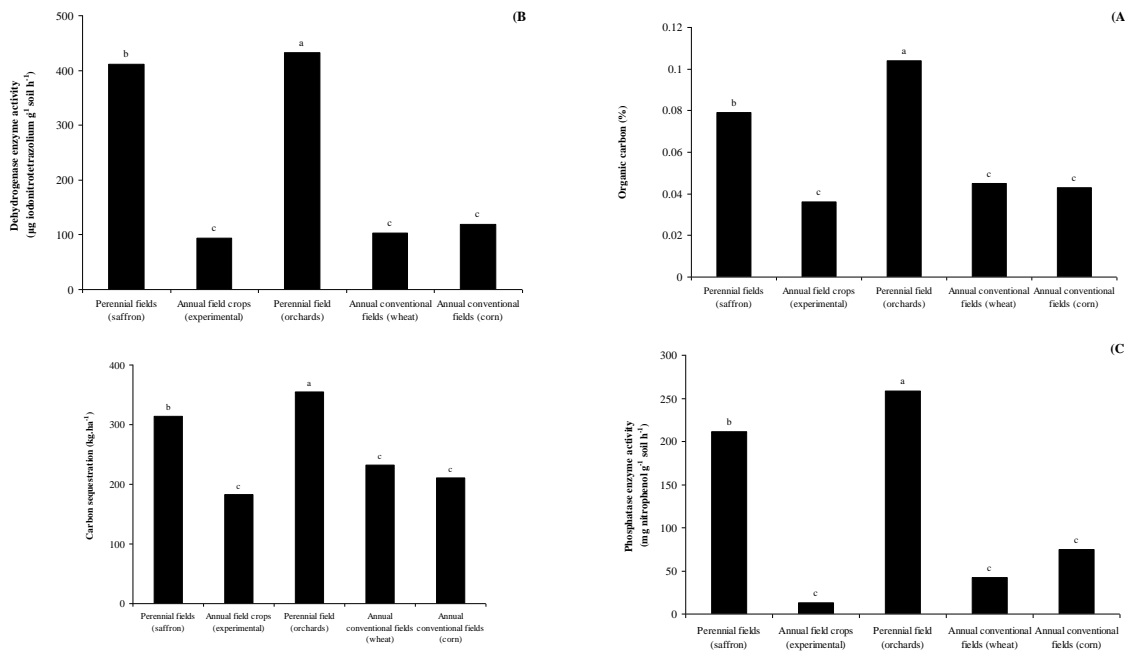 (B
Dehydrogenase enzyme activity
(µg iodonitrotetrazolium g¹ soil h⁻¹)
500
400
300
200
100
0
b
c
a
c
c
Perennial fields
(saffron)
Annual field crops
(experimental)
Perennial field
(orchards)
Annual conventional
fields (wheat)
Annual conventional
fields (corn)
(A
Organic carbon (%)
0.12
0.1
0.08
0.06
0.04
0.02
0
b
c
a
c
c
Perennial fields
(saffron)
Annual field crops
(experimental)
Perennial field
(orchards)
Annual conventional
fields (wheat)
Annual conventional
fields (corn)
Carbon sequestration (kg.ha⁻¹)
400
300
200
100
0
b
c
a
c
c
Perennial fields
(saffron)
Annual field crops
(experimental)
Perennial field
(orchards)
Annual
conventional fields
(wheat)
Annual
conventional fields
(corn)
(C
Phosphatase enzyme activity
(mg nitrophenol g⁻¹ soil h⁻¹)
300
250
200
150
100
50
0
b
c
a
c
c
Perennial fields
(saffron)
Annual field crops
(experimental)
Perennial field
(orchards)
Annual conventional
fields (wheat)
Annual conventional
fields (corn)